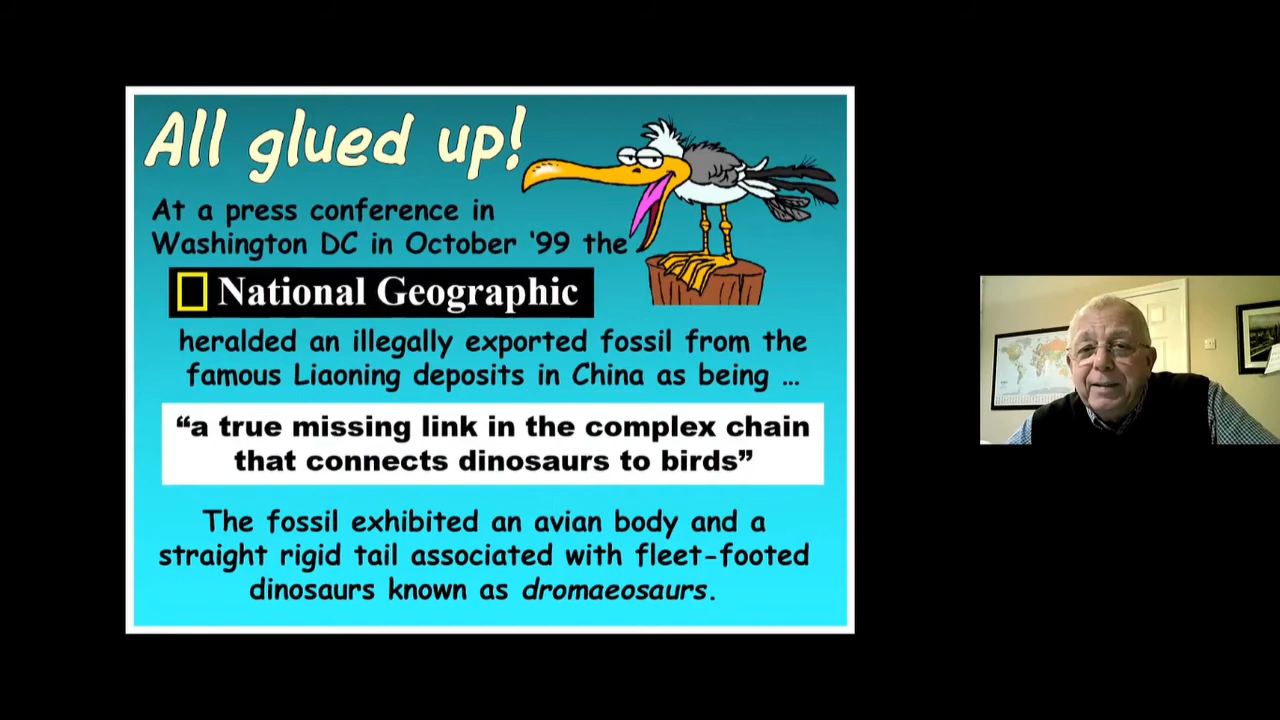 All glued up!
At a press conference in
Washington DC in October ‘99 the
National Geographic
heralded an illegally exported fossil from the
famous Liaoning deposits in China as being ...
“a true missing link in the complex chain
that connects dinosaurs to birds”
The fossil exhibited an avian body and a
straight rigid tail associated with fleet-footed
dinosaurs known as dromaeosaurs.